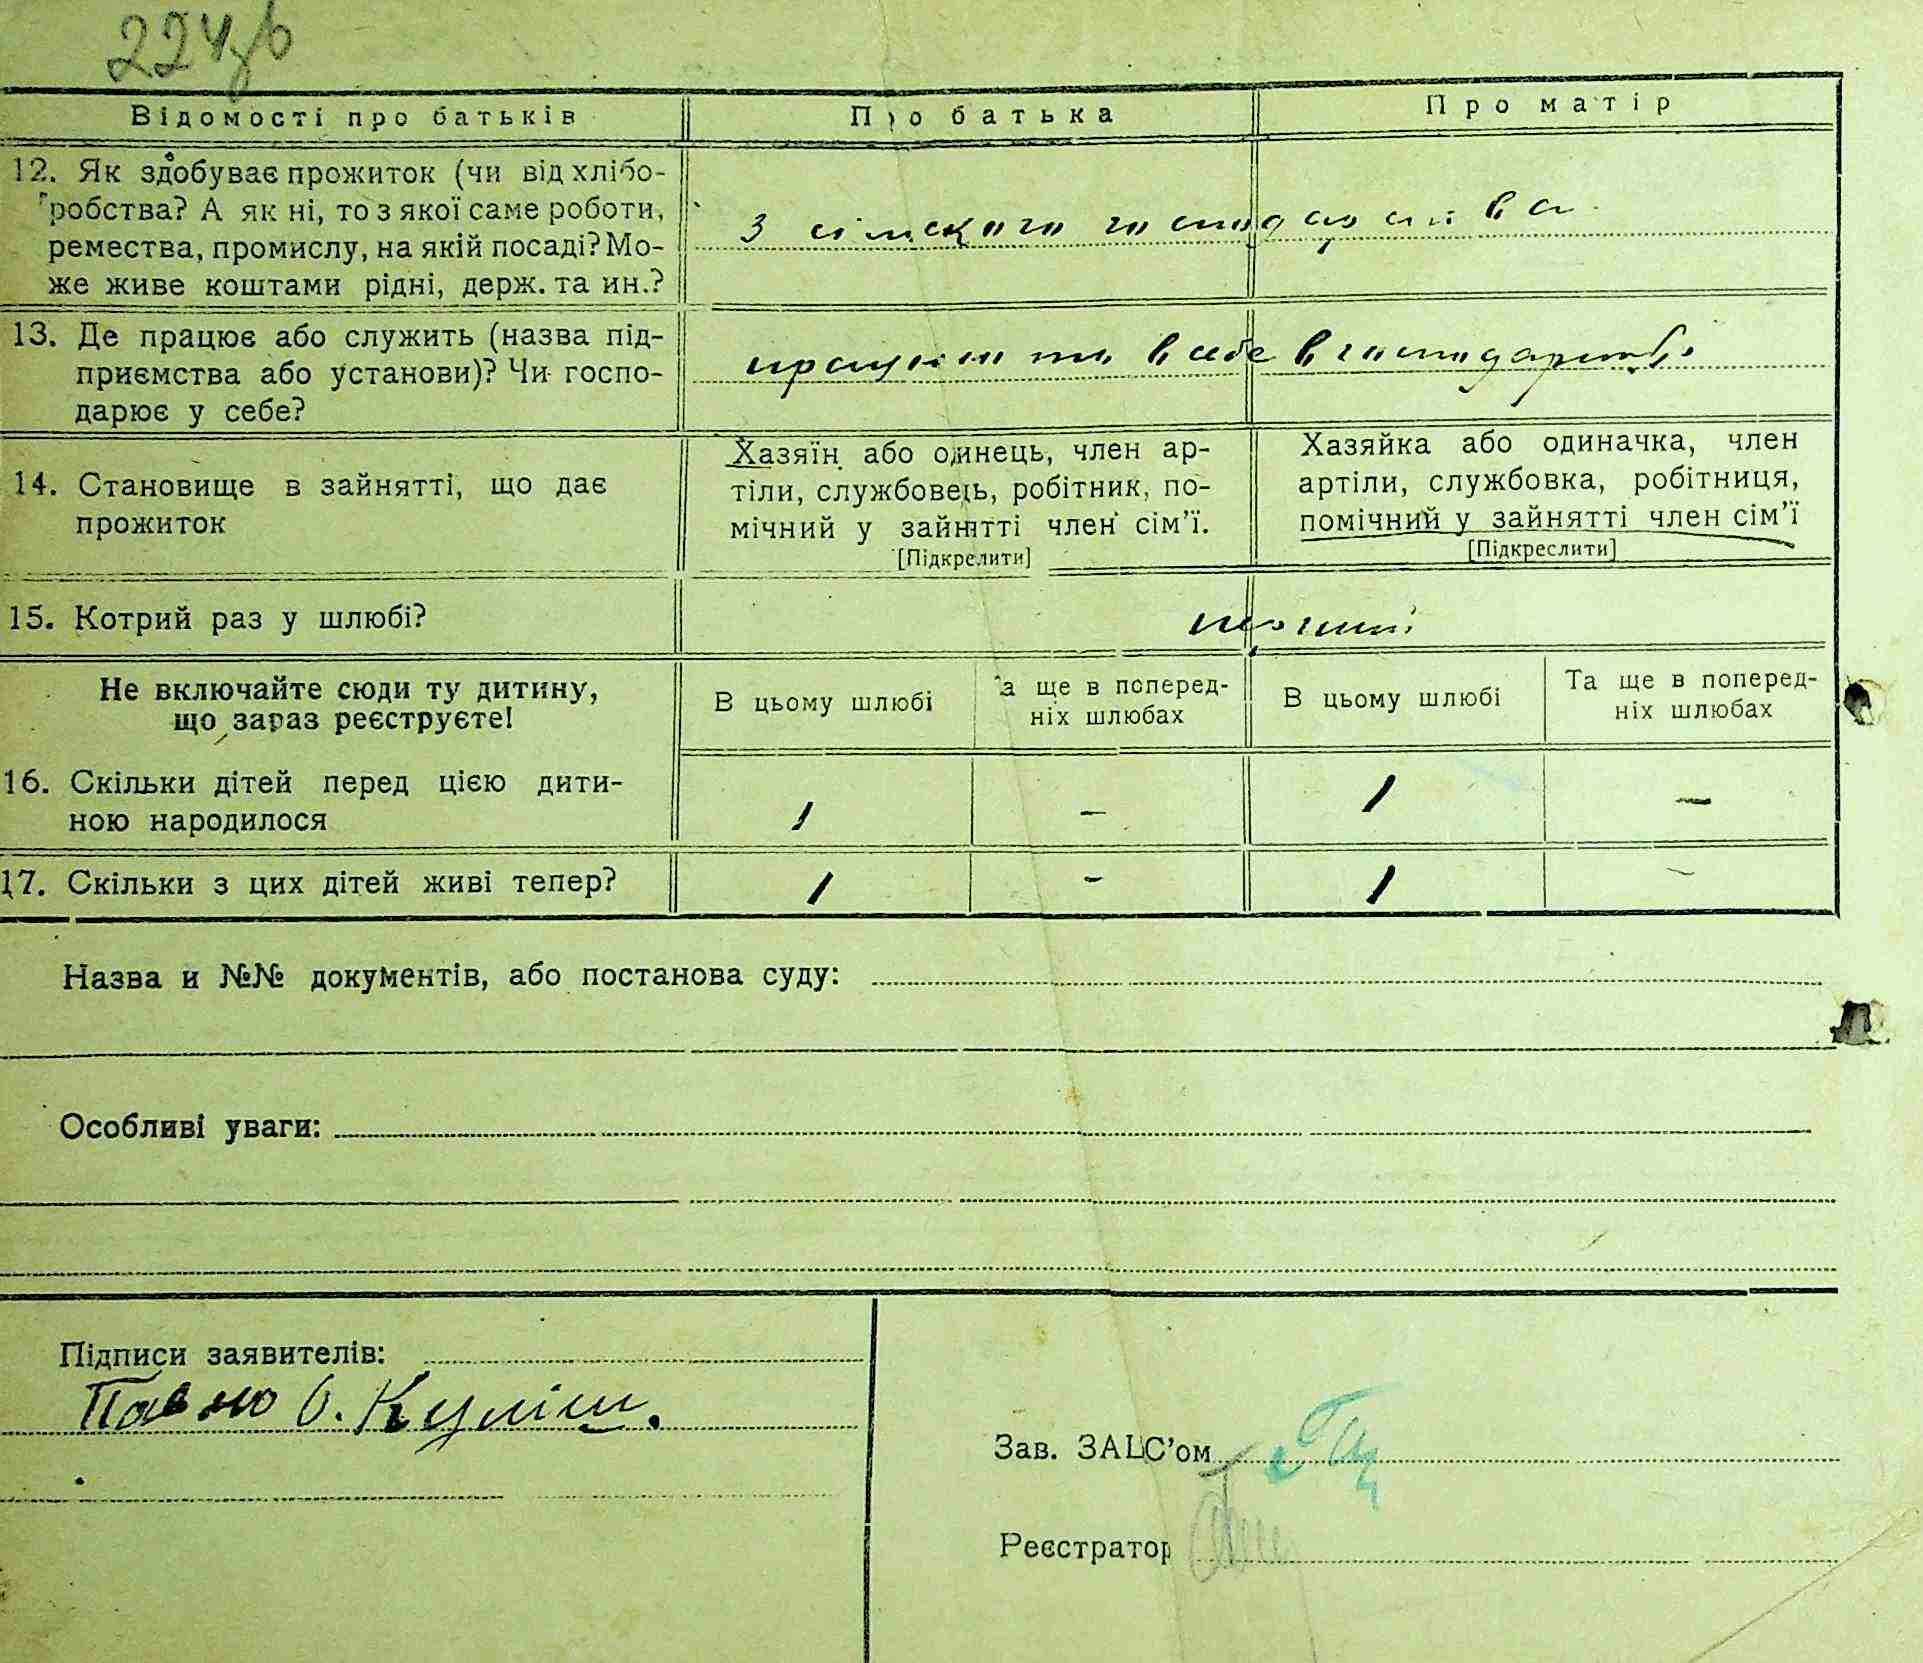 224зв
Відомості про батьків Про батька Про матір
12. Як здобуває прожиток (чи від хлібо-
робства? А як ні, то з якої саме роботи,
ремества, промислу, на якій посаді? Мо-
же живе коштами рідні, держ. та ин.?
з сільского господарства
13. Де працює або служить (назва під-
приємства або установи)? Чи госпо-
дарює у себе?
в себе в господарстві
14. Становище в зайнятті, що дає
прожиток
Хазяїн або одинець, член ар-
тіли, службовець, робітник, по-
мічний у зайнятті член сім'ї.
[Підкрелити]
Хазяйка або одиначка, член
артіли, службовка, робітниця,
помічний у зайнятті член сім'ї
[Підкреслити]
15. Котрий раз у шлюбі?
Не включайте сюди ту дитину,
що зараз реєструєте!
В цьому шлюбі
а ще в поперед-
ніх шлюбах
В цьому шлюбі
Та ще в поперед-
ніх шлюбах
16. Скільки дітей перед цією дити-
ною народилося
1 – 1 –
17. Скільки з цих дітей живі тепер? 1 – 1 –
Назва и №№ документів, або постанова суду:
Особливі уваги:
Підписи заявителів:
Павло О. Куліш.
Зав. ЗАЦС'ом
Реєстратор